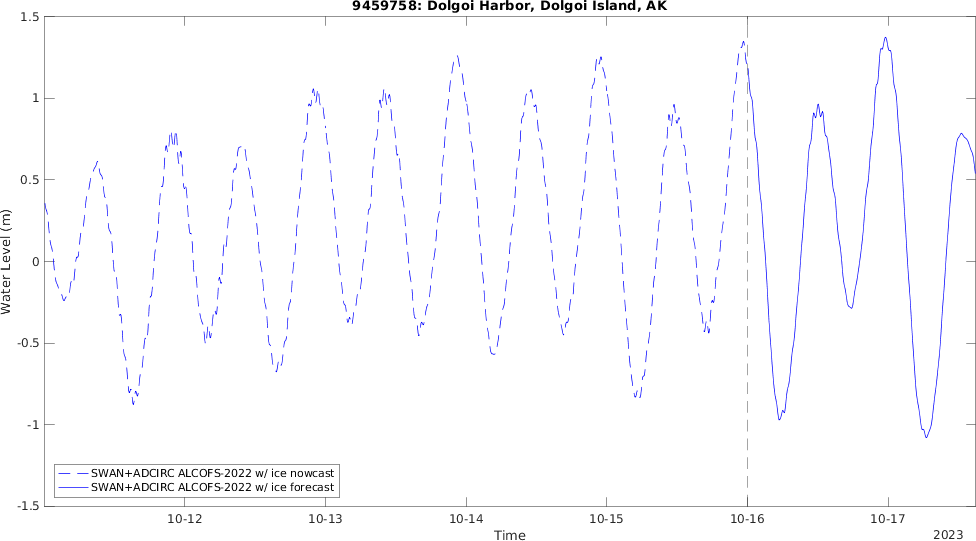 9459758: Dolgoi Harbor, Dolgoi Island, AK
1.5
1
0.5
0
-0.5
-1
-1.5
Water Level (m)
SWAN+ADCIRC ALCOFS-2022 w/ ice nowcast
SWAN+ADCIRC ALCOFS-2022 w/ ice forecast
10-12
10-13
10-14
10-15
10-16
10-17
Time
2023